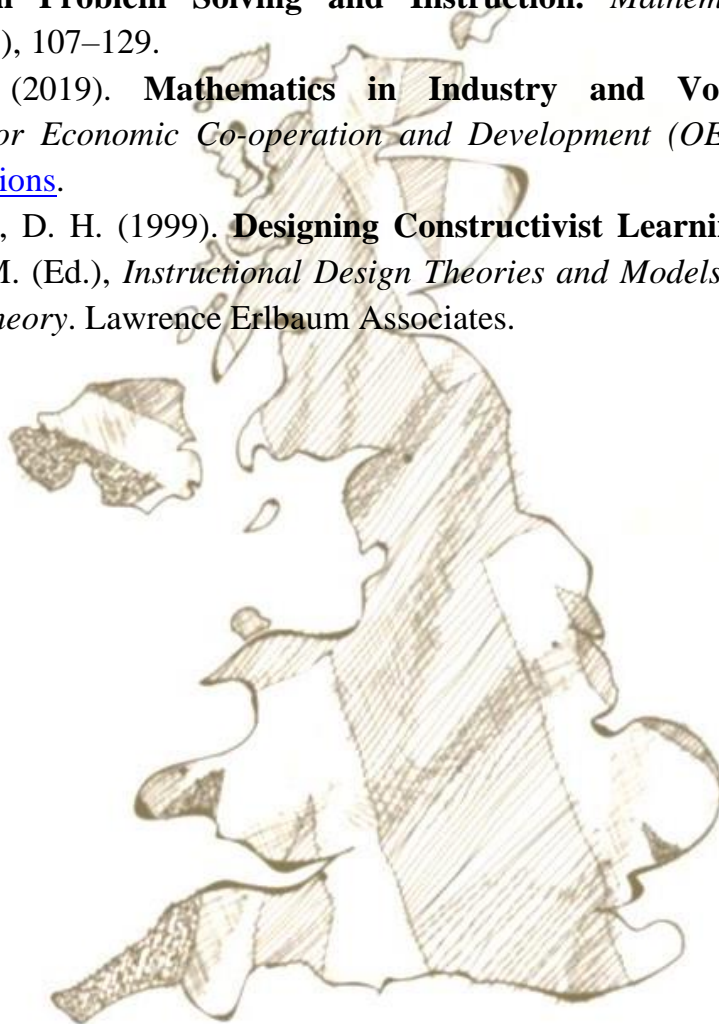 Problem Solving and Instruction. Mathem
), 107–129.
(2019). Mathematics in Industry and Vo
or Economic Co-operation and Development (OE
ions.
, D. H. (1999). Designing Constructivist Learni
M. (Ed.), Instructional Design Theories and Models
heory. Lawrence Erlbaum Associates.